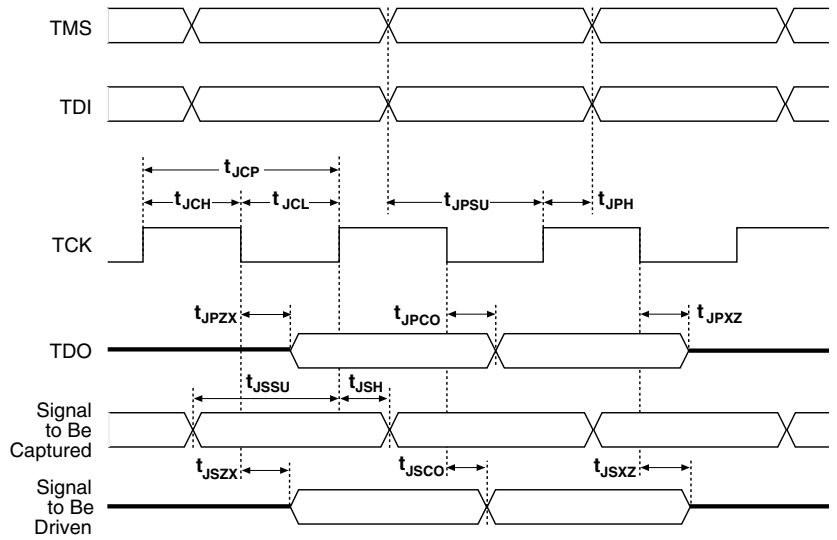 TMS
TDI
tJCP
tJCH
tJCL
tJPSU
tJPH
TCK
tJPZX
tJPCO
tJPXZ
TDO
tJSSU
tJSH
Signal
to Be
Captured
tJSZX
tJSCO
tJSXZ
Signal
to Be
Driven